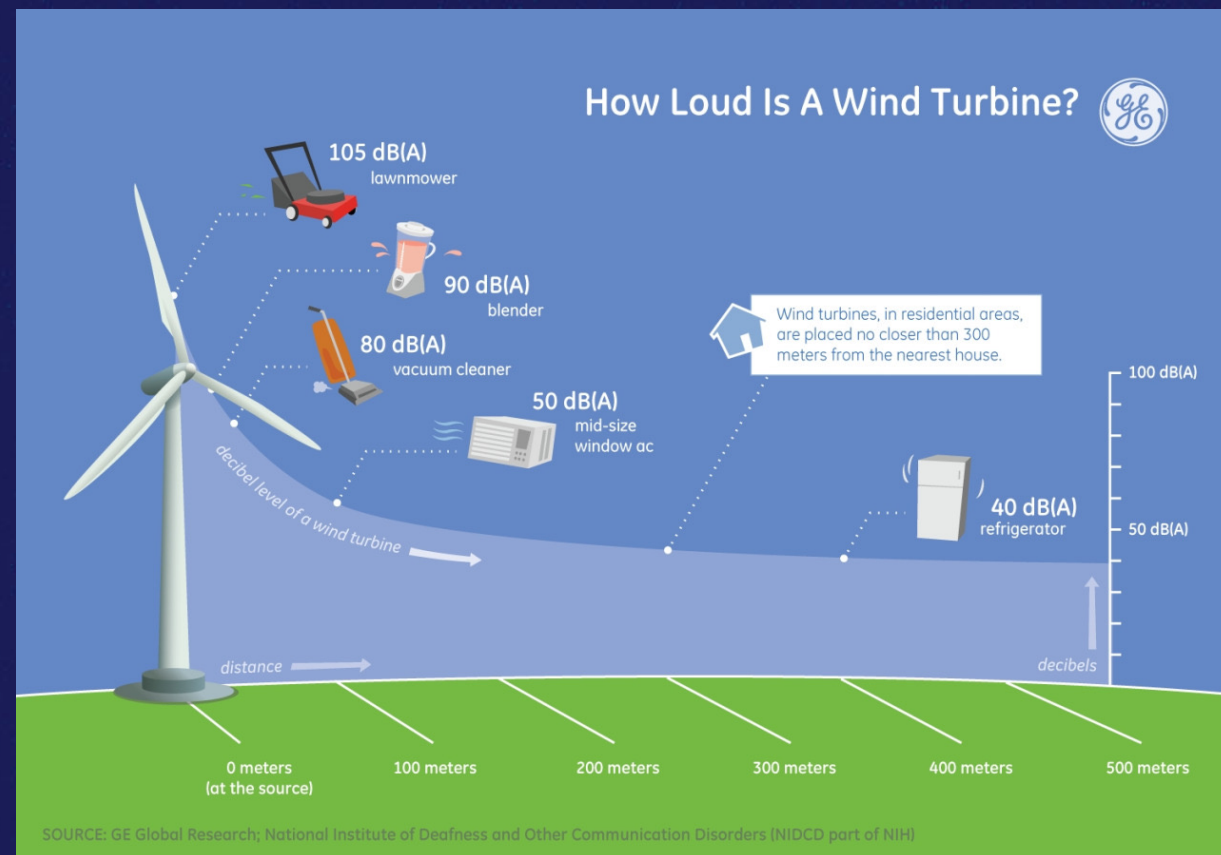 How Loud Is A Wind Turbine?
GE
105 dB(A)
lawnmower
90 dB(A)
blender
80 dB(A)
vacuum cleaner
50 dB(A)
mid-size
window ac
Wind turbines, in residential areas,
are placed no closer than 300
meters from the nearest house.
100 dB(A)
40 dB(A)
refrigerator
50 dB(A)
decibel level of a wind turbine
distance
decibels
0 meters
(at the source)
100 meters
200 meters
300 meters
400 meters
500 meters
SOURCE: GE Global Research; National Institute of Deafness and Other Communication Disorders (NIDCD part of NIH)